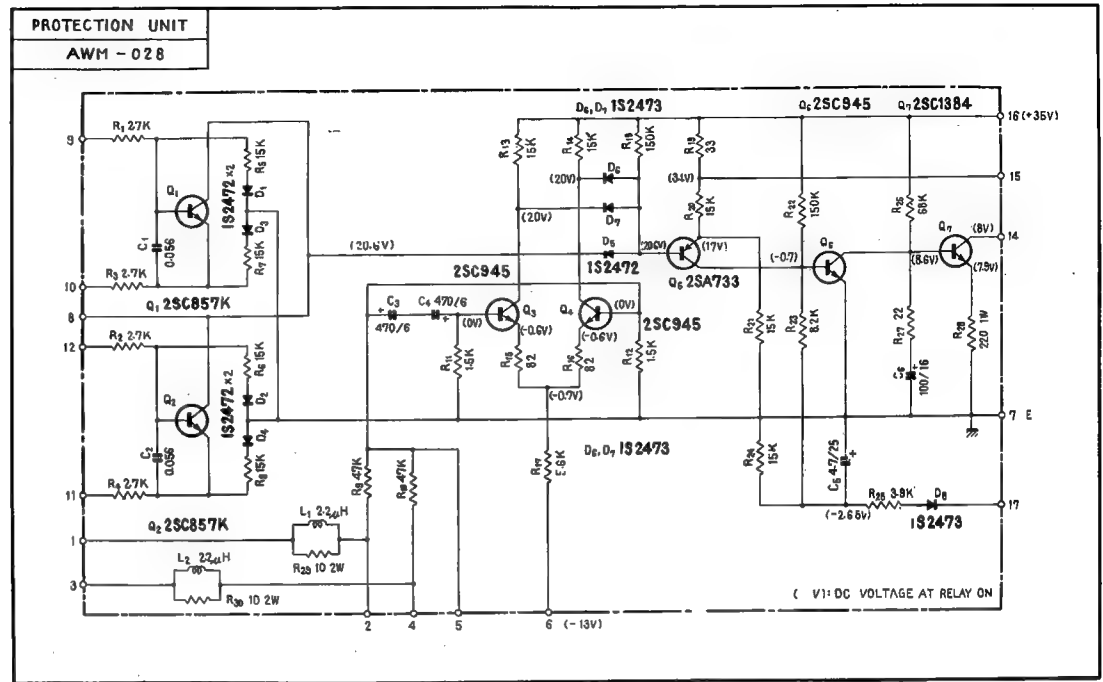 PROTECTION UNIT
AWM - 028
D6, D7 1S2473
Q6 2SC945
Q7 2SC1384
16 (+35V)
9
R1 2.7K
R5 15K
1S2472 ×2
D1
D3
R7 15K
Q1
C1
0.056
R3 2.7K
10
Q1 2SC857K
8
12
R2 2.7K
R6 15K
1S2472 ×2
D2
D4
R8 15K
Q2
C2
0.056
R4 2.7K
11
Q2 2SC857K
1
L1 2.2μH
R29 10 2W
3
L2 2.2μH
R30 10 2W
R13
15K
R14
15K
150K
33
(20V)
D6
(34V)
15
(20V)
D7
R20
15K
R22
150K
68K
(20.6V)
D5
1S2472
(20.6V)
(17V)
(-0.7)
Q6
Q7
(8V)
14
(8.6V)
(7.9V)
Q5 2SA733
2SC945
C3
470/6
C4 470/6
(0V)
Q3
Q4
(0V)
2SC945
(-0.6V)
(-0.6V)
R11
1.5K
R15
82
R16
82
R12
1.5K
(-0.7V)
R21
15K
R23
8.2K
R27 22
100/16
R28
220 1W
7 E
D6, D7 1S2473
R9 47K
R10 47K
R17
5.6K
R24
15K
C5 4.7/25
R25 3.9K
D8
17
(-2.65V)
1S2473
2
4
5
6 (-13V)
( V): DC VOLTAGE AT RELAY ON